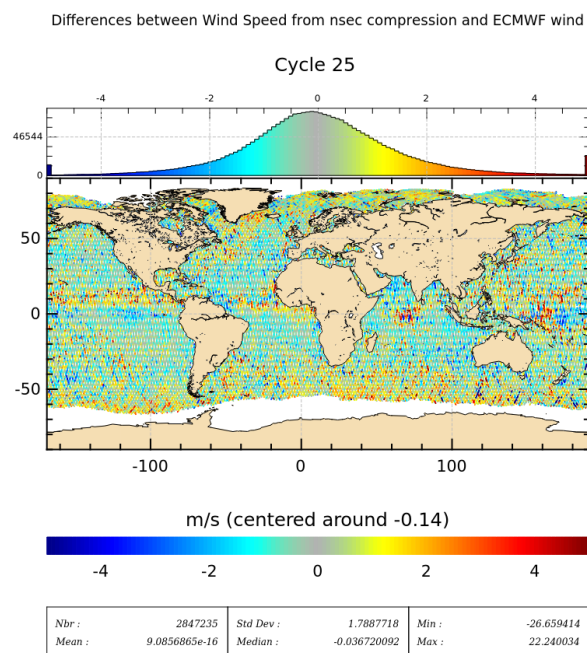 Differences between Wind Speed from nsec compression and ECMWF wind
Cycle 25
-4 -2 0 2 4
46544
0
50
0
-50
-100 0 100
m/s (centered around -0.14)
-4 -2 0 2 4
Nbr : 2847235 Std Dev : 1.7887718 Min : -26.659414
Mean : 9.0856865e-16 Median : -0.036720092 Max : 22.240034